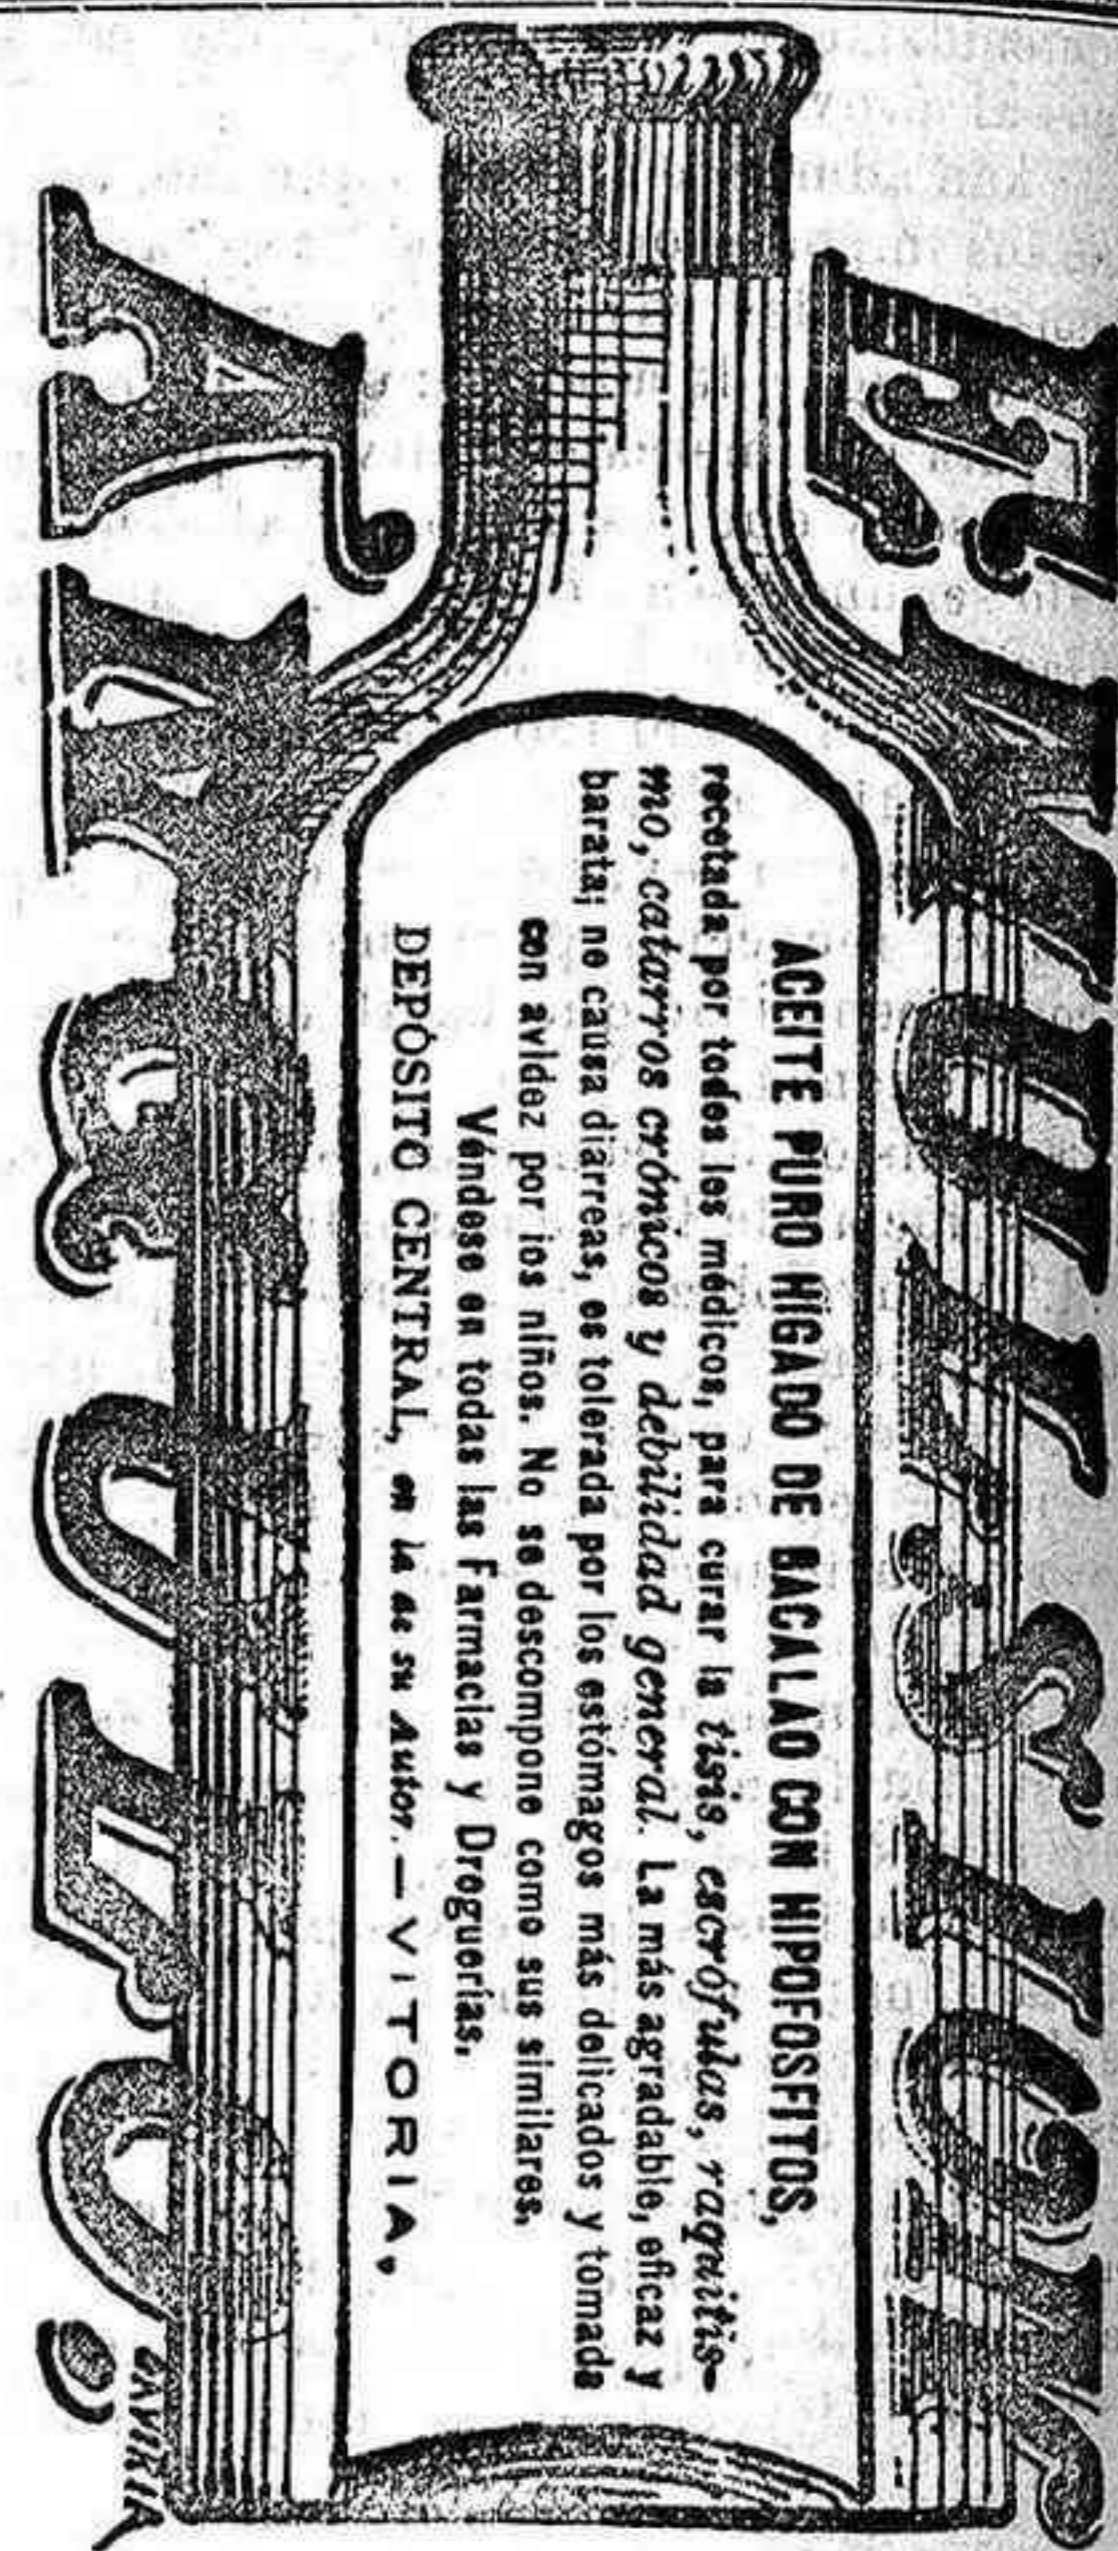 EMULSIÓN
ACEITE PURO HÍGADO DE BACALAO CON HIPOFOSFITOS,
recetada por todos los médicos, para curar la tisis, escrófulas, raquitis-
mo, catarros crónicos y debilidad general. La más agradable, eficaz y
barata; no causa diarreas, es tolerada por los estómagos más delicados y tomada
con avidez por los niños. No se descompone como sus similares.
Véndese en todas las Farmacias y Droguerías.
DEPÓSITO CENTRAL, en la de su Autor.—VITORIA.
ANGULO.
GAVIRIA